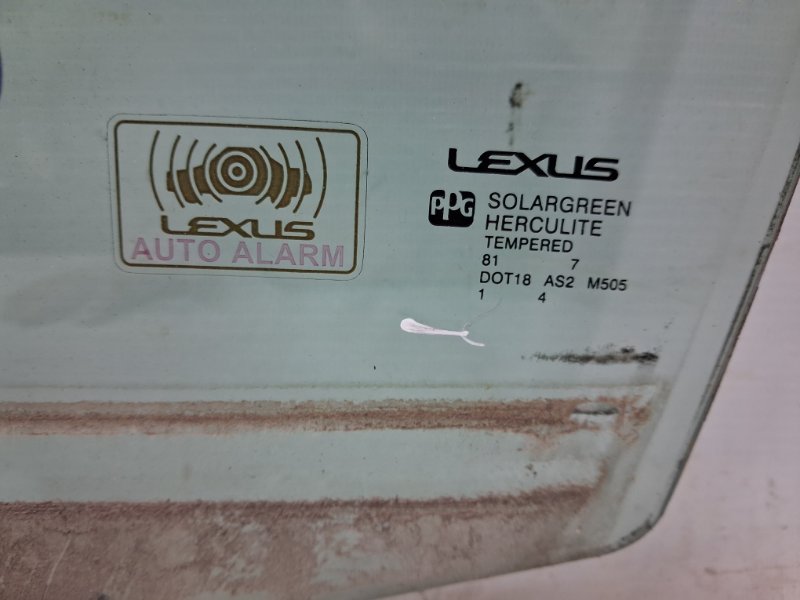 LEXUS
AUTO ALARM
LEXUS
PPG SOLARGREEN
HERCULITE
TEMPERED
81 7
DOT18 AS2 M505
1 4